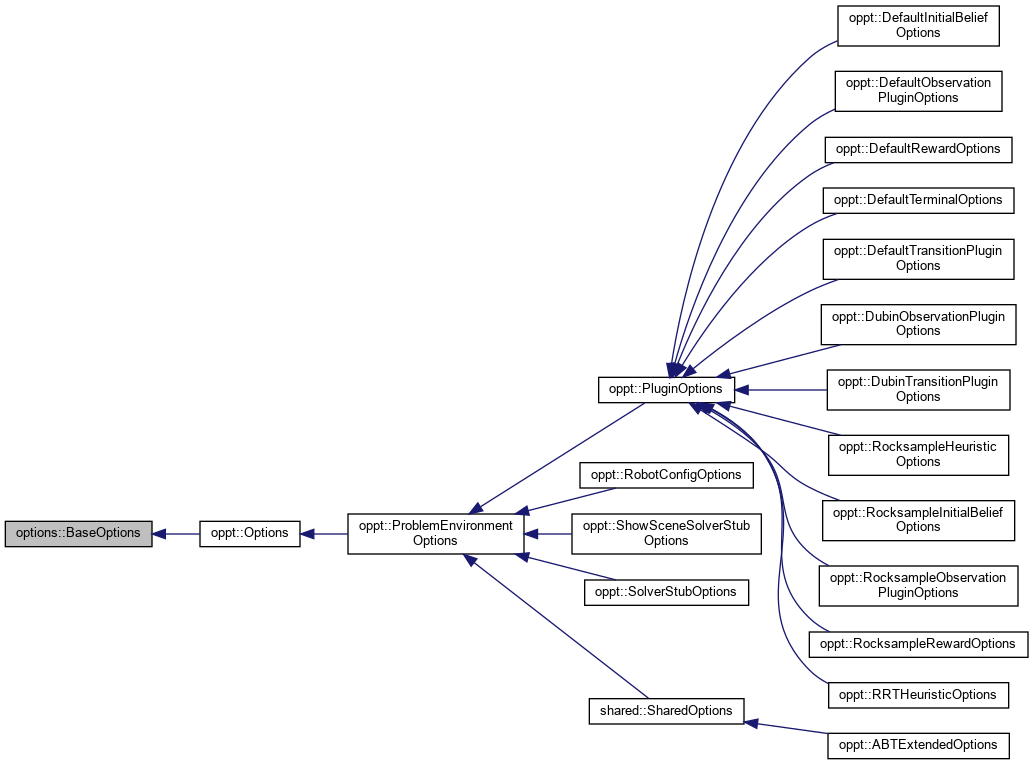 oppt::DefaultInitialBelief
Options
oppt::DefaultObservation
PluginOptions
oppt::DefaultRewardOptions
oppt::DefaultTerminalOptions
oppt::DefaultTransitionPlugin
Options
oppt::DubinObservationPlugin
Options
oppt::PluginOptions
oppt::DubinTransitionPlugin
Options
oppt::RocksampleHeuristic
Options
oppt::RobotConfigOptions
oppt::RocksampleInitialBelief
Options
options::BaseOptions
oppt::Options
oppt::ProblemEnvironment
Options
oppt::ShowSceneSolverStub
Options
oppt::RocksampleObservation
PluginOptions
oppt::SolverStubOptions
oppt::RocksampleRewardOptions
oppt::RRTHeuristicOptions
shared::SharedOptions
oppt::ABTExtendedOptions